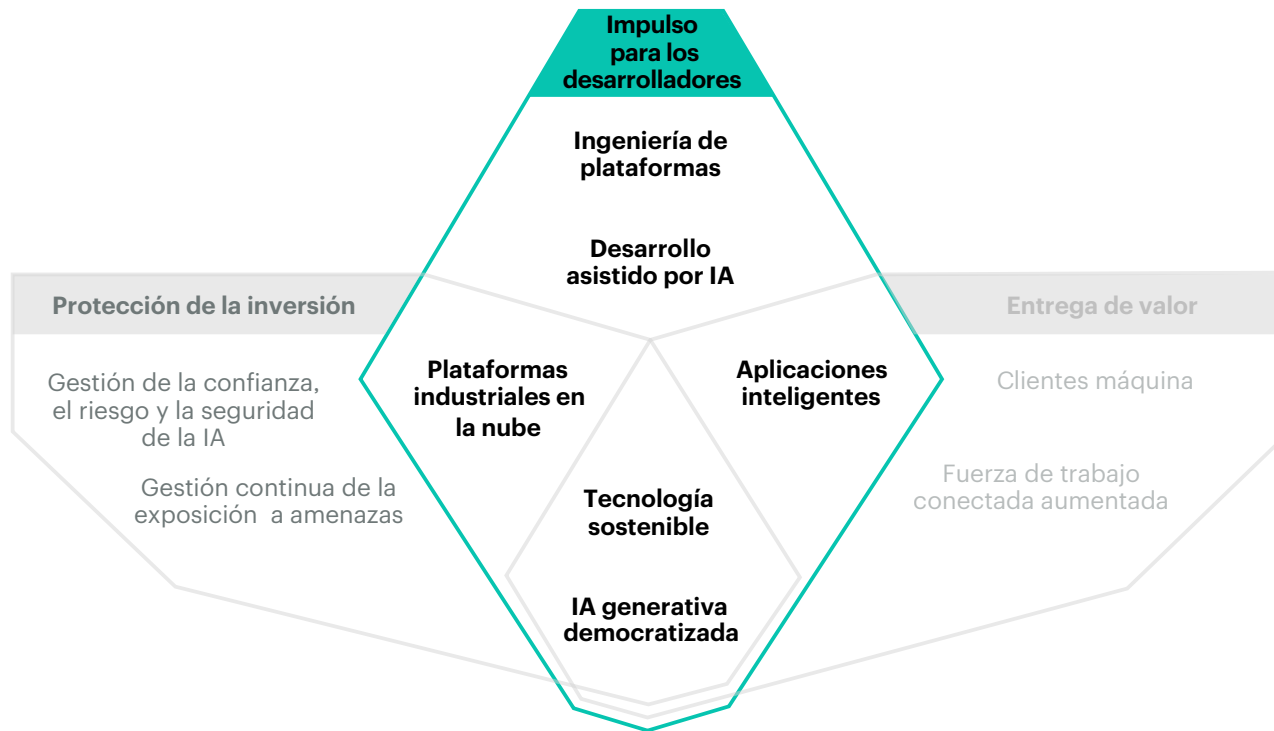 Impulso
para los
desarrolladores
Ingeniería de
plataformas
Desarrollo
asistido por IA
Protección de la inversión
Entrega de valor
Gestión de la confianza,
el riesgo y la seguridad
de la IA
Gestión continua de la
exposición a amenazas
Plataformas
industriales en
la nube
Aplicaciones
inteligentes
Clientes máquina
Fuerza de trabajo
conectada aumentada
Tecnología
sostenible
IA generativa
democratizada